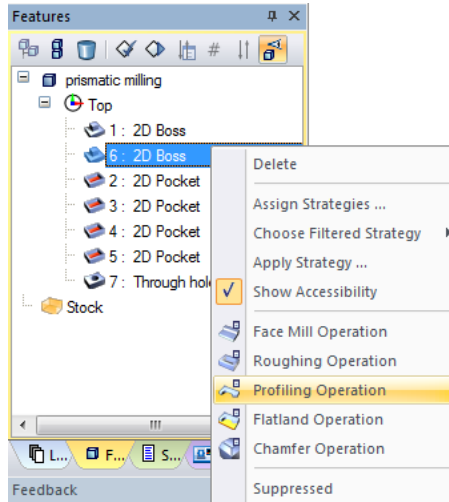 Features
prismatic milling
Top
1 : 2D Boss
6 : 2D Boss
2 : 2D Pocket
3 : 2D Pocket
4 : 2D Pocket
5 : 2D Pocket
7 : Through hol
Stock
Delete
Assign Strategies ...
Choose Filtered Strategy
Apply Strategy ...
Show Accessibility
Face Mill Operation
Roughing Operation
Profiling Operation
Flatland Operation
Chamfer Operation
Suppressed
L... F... S...
Feedback